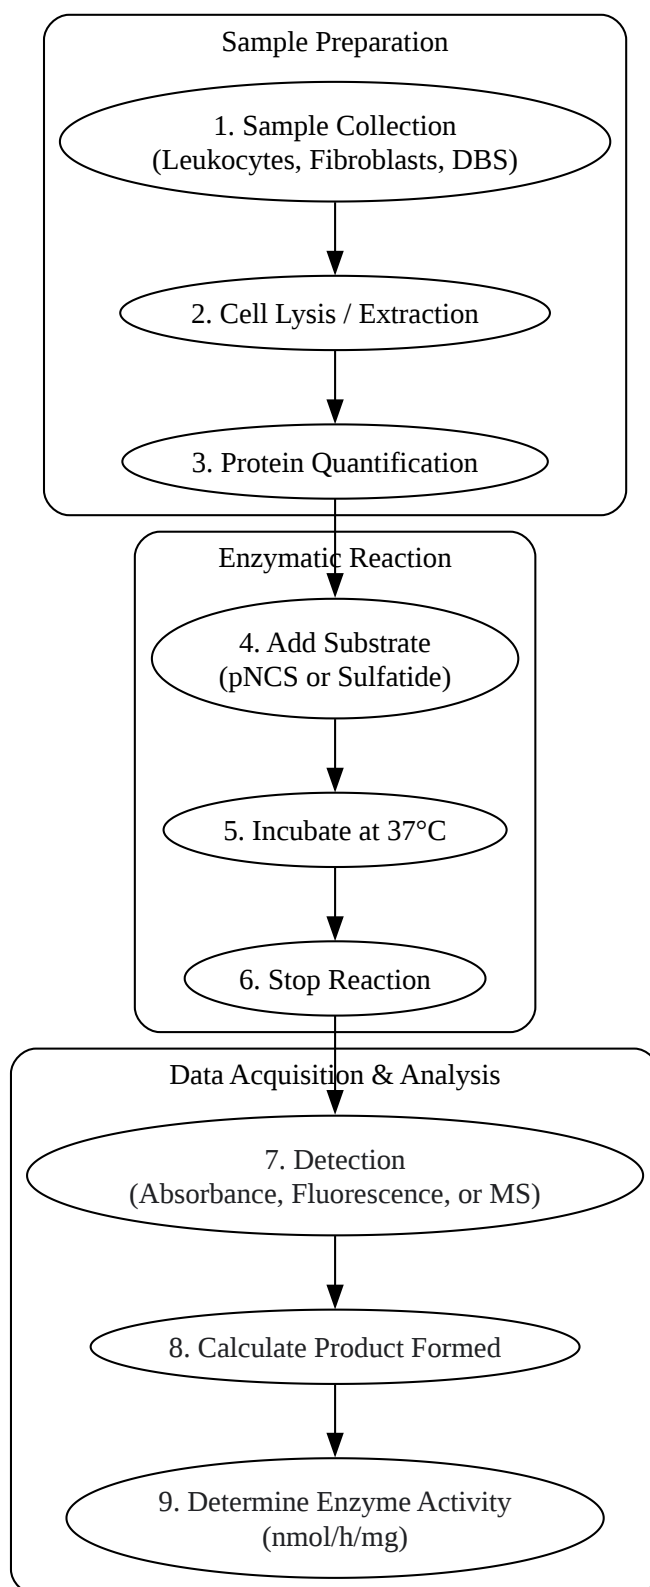 Sample Preparation
1. Sample Collection
(Leukocytes, Fibroblasts, DBS)
2. Cell Lysis / Extraction
3. Protein Quantification
Enzymatic Reaction
4. Add Substrate
(pNCS or Sulfatide)
5. Incubate at 37°C
6. Stop Reaction
Data Acquisition & Analysis
7. Detection
(Absorbance, Fluorescence, or MS)
8. Calculate Product Formed
9. Determine Enzyme Activity
(nmol/h/mg)